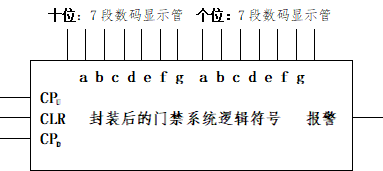 十位：7段数码显示管 个位：7段数码显示管
a b c d e f g a b c d e f g
CPU
CLR 封装后的门禁系统逻辑符号 报警
CPD